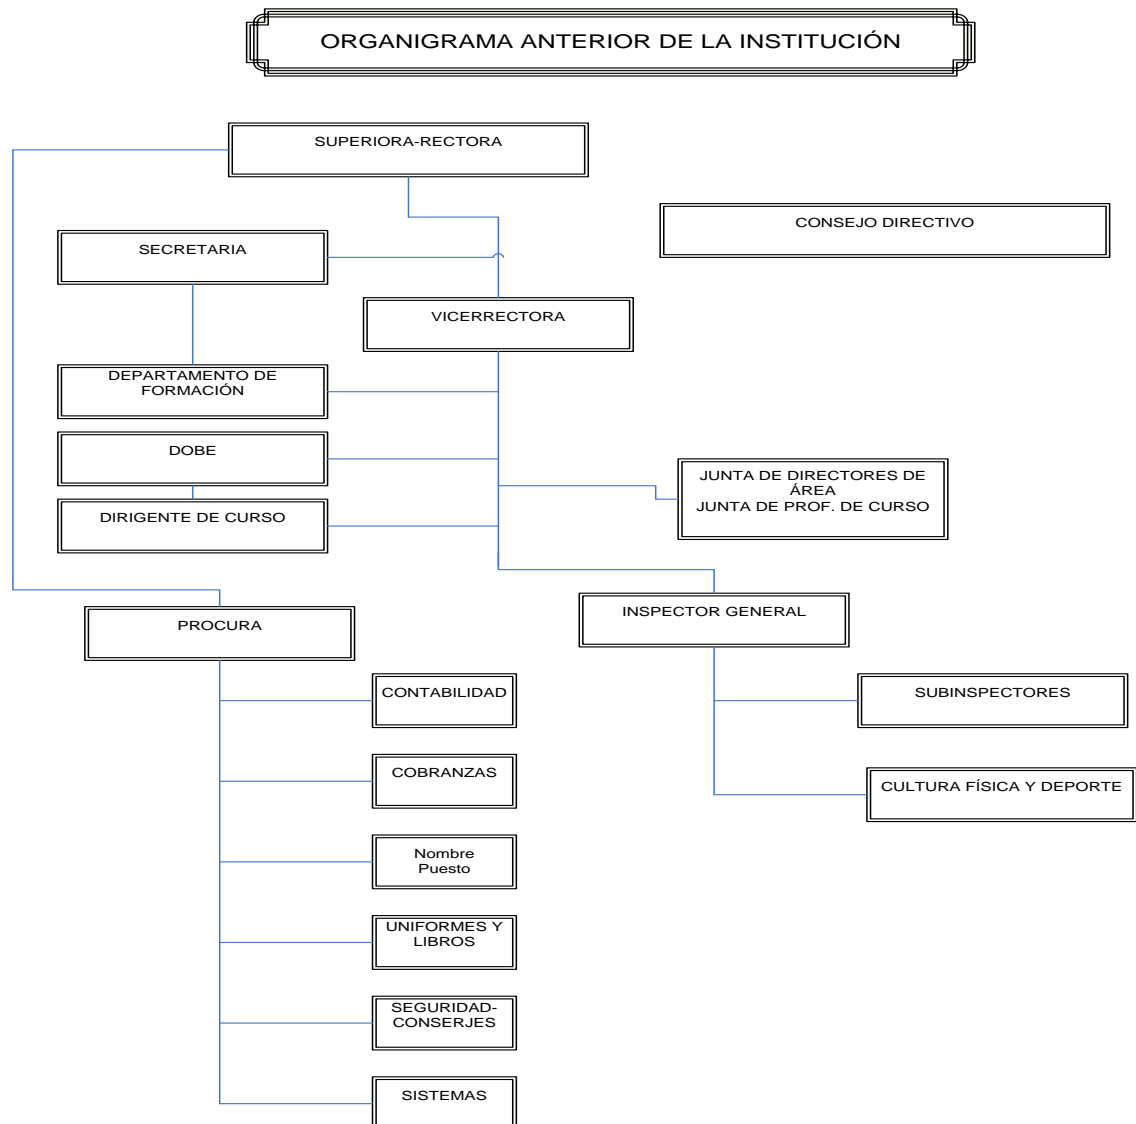 ORGANIGRAMA ANTERIOR DE LA INSTITUCIÓN
SUPERIORA-RECTORA
CONSEJO DIRECTIVO
SECRETARIA
VICERRECTORA
DEPARTAMENTO DE
FORMACIÓN
DOBE
JUNTA DE DIRECTORES DE
ÁREA
JUNTA DE PROF. DE CURSO
DIRIGENTE DE CURSO
PROCURA
INSPECTOR GENERAL
CONTABILIDAD
SUBINSPECTORES
COBRANZAS
CULTURA FÍSICA Y DEPORTE
Nombre
Puesto
UNIFORMES Y
LIBROS
SEGURIDAD-
CONSERJES
SISTEMAS